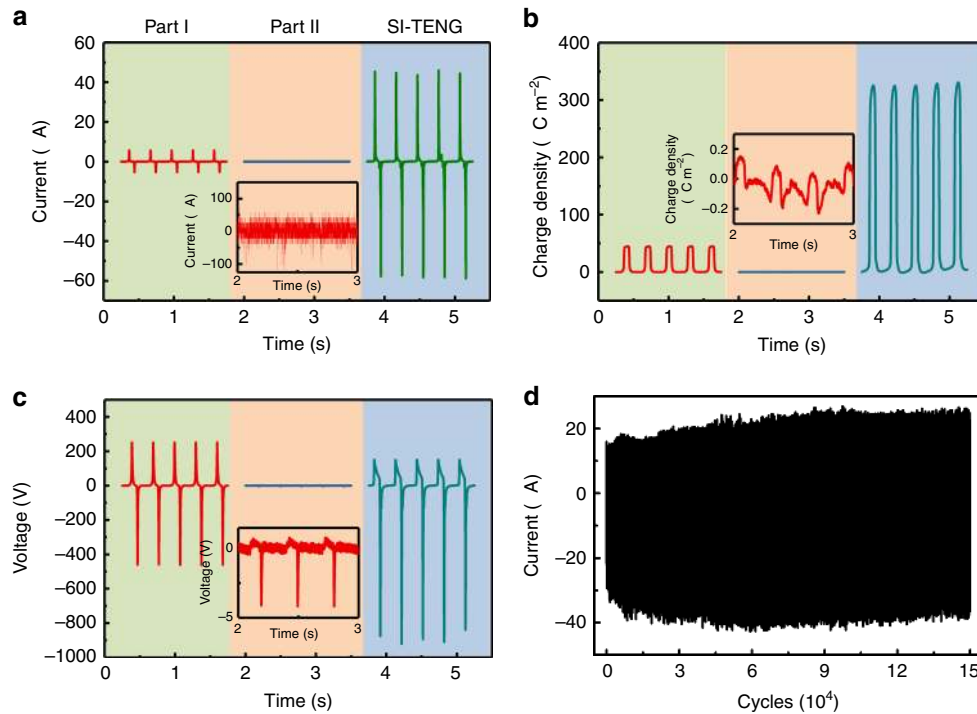 a
Part I Part II SI-TENG
60
40
20
0
−20
−40
−60
Current ( A)
0 1 2 3 4 5
Time (s)
100
0
−100
Current ( A)
2 3
Time (s)
b
400
300
200
100
0
Charge density ( C m−2)
0 1 2 3 4 5
Time (s)
0.2
0.0
−0.2
Charge density
( C m−2)
2 3
Time (s)
c
400
200
0
−200
−400
−600
−800
−1000
Voltage (V)
0 1 2 3 4 5
Time (s)
0
−5
Voltage (V)
2 3
Time (s)
d
20
0
−20
−40
Current ( A)
0 3 6 9 12 15
Cycles (10⁴)